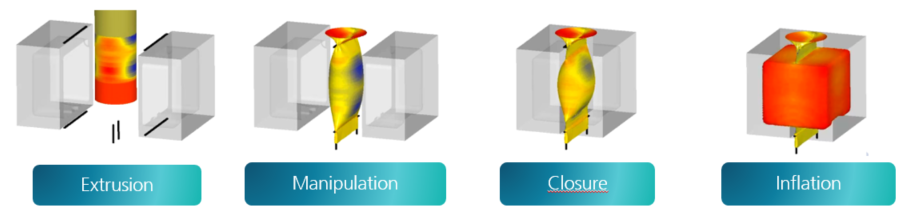 Extrusion
Manipulation
Closure
Inflation